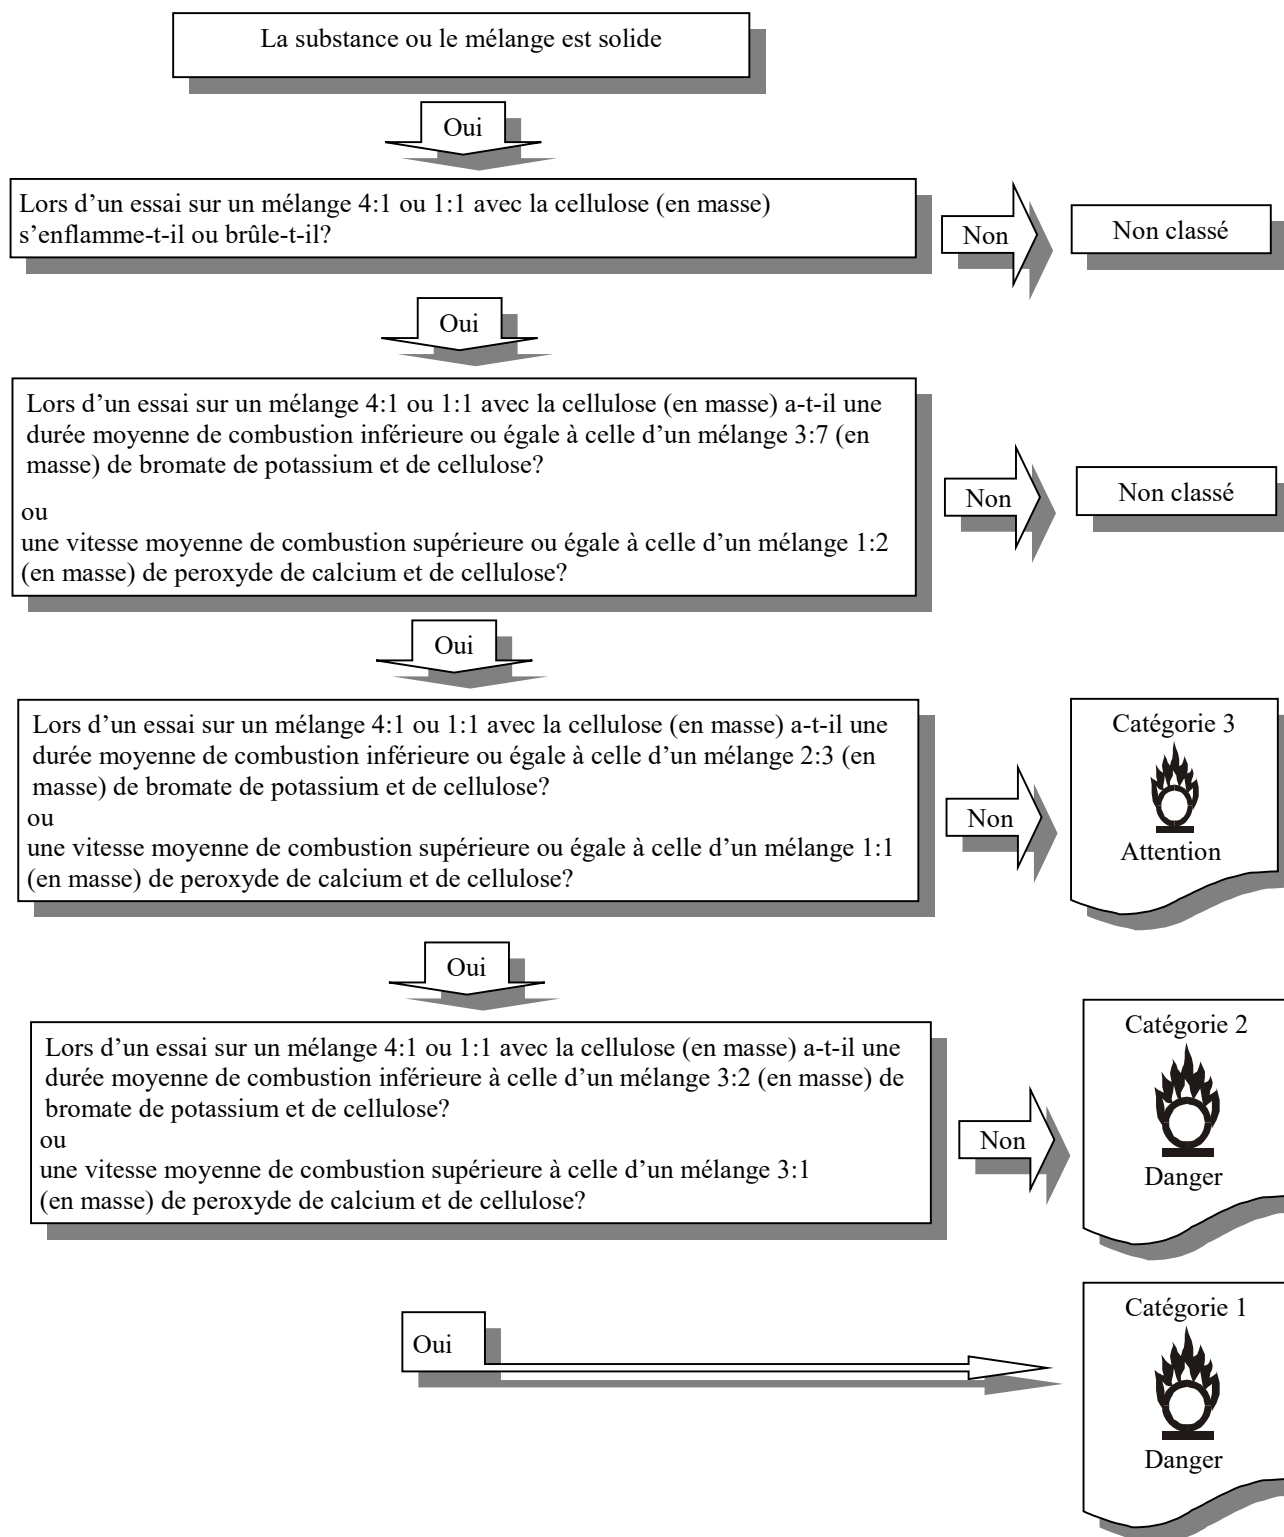 La substance ou le mélange est solide
Oui
Lors d’un essai sur un mélange 4:1 ou 1:1 avec la cellulose (en masse)
s’enflamme-t-il ou brûle-t-il?
Non
Non classé
Oui
Lors d’un essai sur un mélange 4:1 ou 1:1 avec la cellulose (en masse) a-t-il une
durée moyenne de combustion inférieure ou égale à celle d’un mélange 3:7 (en
masse) de bromate de potassium et de cellulose?
ou
une vitesse moyenne de combustion supérieure ou égale à celle d’un mélange 1:2
(en masse) de peroxyde de calcium et de cellulose?
Non
Non classé
Oui
Lors d’un essai sur un mélange 4:1 ou 1:1 avec la cellulose (en masse) a-t-il une
durée moyenne de combustion inférieure ou égale à celle d’un mélange 2:3 (en
masse) de bromate de potassium et de cellulose?
ou
une vitesse moyenne de combustion supérieure ou égale à celle d’un mélange 1:1
(en masse) de peroxyde de calcium et de cellulose?
Non
Catégorie 3
Attention
Oui
Lors d’un essai sur un mélange 4:1 ou 1:1 avec la cellulose (en masse) a-t-il une
durée moyenne de combustion inférieure à celle d’un mélange 3:2 (en masse) de
bromate de potassium et de cellulose?
ou
une vitesse moyenne de combustion supérieure à celle d’un mélange 3:1
(en masse) de peroxyde de calcium et de cellulose?
Non
Catégorie 2
Danger
Oui
Catégorie 1
Danger